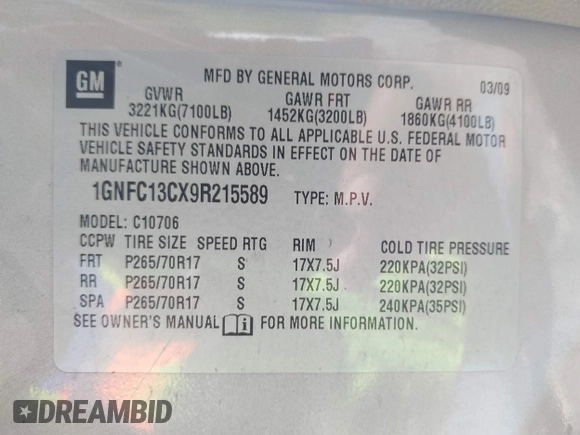 GM
MFD BY GENERAL MOTORS CORP. 03/09
GVWR GAWR FRT GAWR RR
3221KG(7100LB) 1452KG(3200LB) 1860KG(4100LB)
THIS VEHICLE CONFORMS TO ALL APPLICABLE U.S. FEDERAL MOTOR
VEHICLE SAFETY STANDARDS IN EFFECT ON THE DATE OF
MANUFACTURE SHOWN ABOVE.
1GNFC13CX9R215589 TYPE: M.P.V.
MODEL: C10706
CCPW TIRE SIZE SPEED RTG RIM COLD TIRE PRESSURE
FRT P265/70R17 S 17X7.5J 220KPA(32PSI)
RR P265/70R17 S 17X7.5J 220KPA(32PSI)
SPA P265/70R17 S 17X7.5J 240KPA(35PSI)
SEE OWNER'S MANUAL i FOR MORE INFORMATION.
DREAMBID